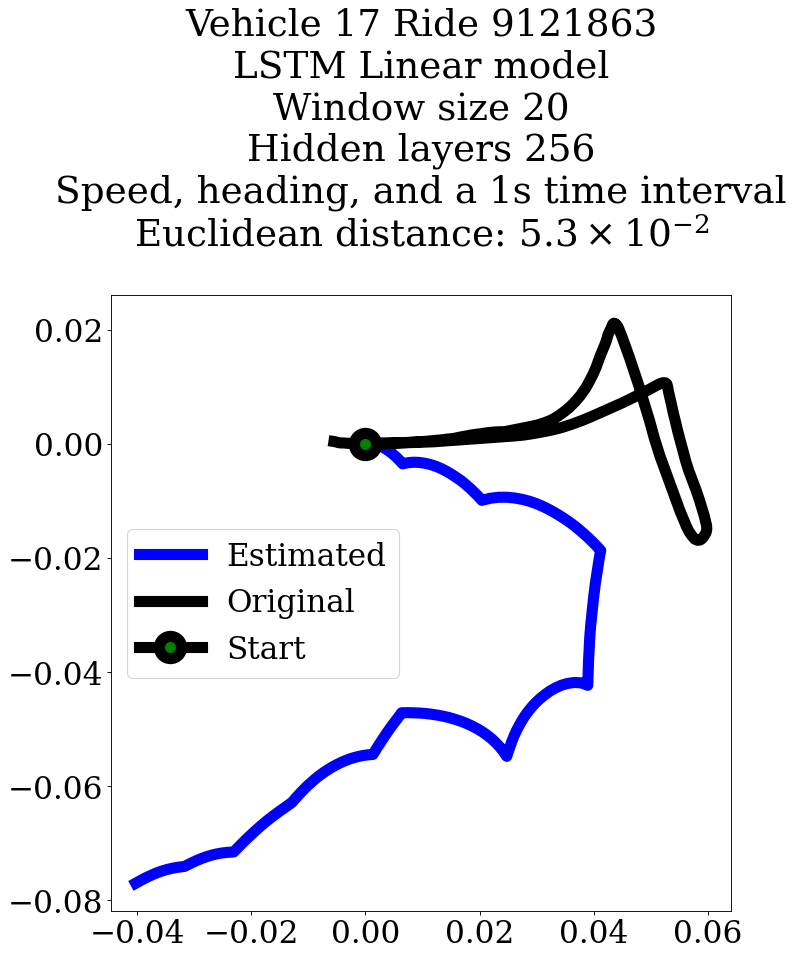 Vehicle 17 Ride 9121863
LSTM Linear model
Window size 20
Hidden layers 256
Speed, heading, and a 1s time interval
Euclidean distance: 5.3 × 10⁻²
0.02
0.00
−0.02
−0.04
−0.06
−0.08
Estimated
Original
Start
−0.04 −0.02 0.00 0.02 0.04 0.06